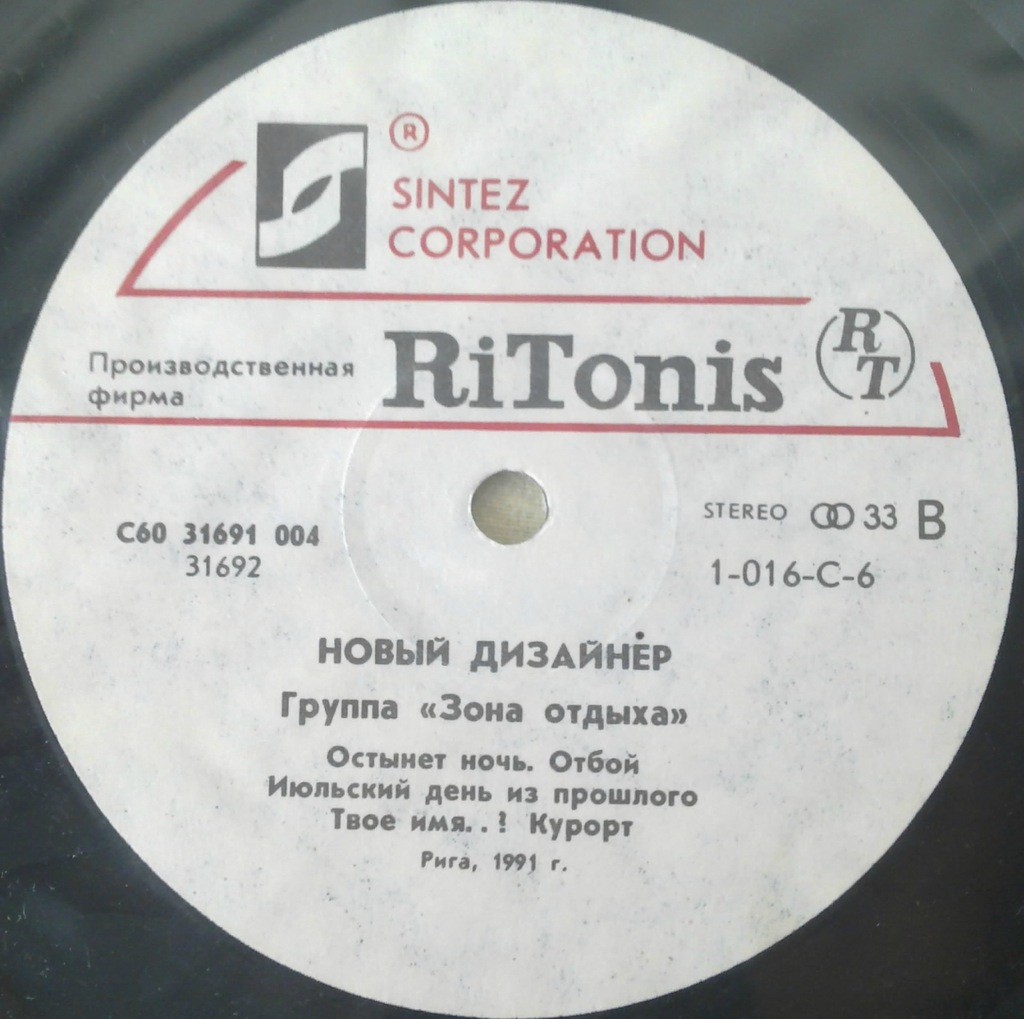 ®
SINTEZ
CORPORATION
Производственная
фирма
RiTonis
RT
С60 31691 004
31692
STEREO 33 B
1-016-C-6
НОВЫЙ ДИЗАЙНЁР
Группа «Зона отдыха»
Остынет ночь. Отбой
Июльский день из прошлого
Твое имя..! Курорт
Рига, 1991 г.